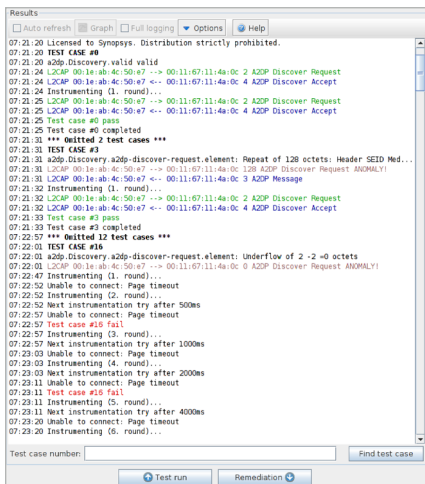 Results
Auto refresh Graph Full logging Options Help
07:21:20 Licensed to Synopsys. Distribution strictly prohibited.
07:21:20 TEST CASE #0
07:21:20 a2dp.Discovery.valid valid
07:21:24 L2CAP 00:1e:ab:4c:50:e7 --> 00:11:67:11:4a:0c 2 A2DP Discover Request
07:21:24 L2CAP 00:1e:ab:4c:50:e7 <-- 00:11:67:11:4a:0c 4 A2DP Discover Accept
07:21:24 Instrumenting (1. round)...
07:21:25 L2CAP 00:1e:ab:4c:50:e7 --> 00:11:67:11:4a:0c 2 A2DP Discover Request
07:21:25 L2CAP 00:1e:ab:4c:50:e7 <-- 00:11:67:11:4a:0c 4 A2DP Discover Accept
07:21:25 Test case #0 pass
07:21:25 Test case #0 completed
07:21:31 *** Omitted 2 test cases ***
07:21:31 TEST CASE #3
07:21:31 a2dp.Discovery.a2dp-discover-request.element: Repeat of 128 octets: Header SEID Med...
07:21:31 L2CAP 00:1e:ab:4c:50:e7 --> 00:11:67:11:4a:0c 128 A2DP Discover Request ANOMALY!
07:21:31 L2CAP 00:1e:ab:4c:50:e7 <-- 00:11:67:11:4a:0c 3 A2DP Message
07:21:32 Instrumenting (1. round)...
07:21:32 L2CAP 00:1e:ab:4c:50:e7 --> 00:11:67:11:4a:0c 2 A2DP Discover Request
07:21:32 L2CAP 00:1e:ab:4c:50:e7 <-- 00:11:67:11:4a:0c 4 A2DP Discover Accept
07:21:33 Test case #3 pass
07:21:33 Test case #3 completed
07:22:57 *** Omitted 12 test cases ***
07:22:01 TEST CASE #16
07:22:01 a2dp.Discovery.a2dp-discover-request.element: Underflow of 2 -2 =0 octets
07:22:01 L2CAP 00:1e:ab:4c:50:e7 --> 00:11:67:11:4a:0c 0 A2DP Discover Request ANOMALY!
07:22:47 Instrumenting (1. round)...
07:22:52 Unable to connect: Page timeout
07:22:52 Instrumenting (2. round)...
07:22:52 Next instrumentation try after 500ms
07:22:57 Unable to connect: Page timeout
07:22:57 Test case #16 fail
07:22:57 Instrumenting (3. round)...
07:22:57 Next instrumentation try after 1000ms
07:23:03 Unable to connect: Page timeout
07:23:03 Instrumenting (4. round)...
07:23:03 Next instrumentation try after 2000ms
07:23:11 Unable to connect: Page timeout
07:23:11 Test case #16 fail
07:23:11 Instrumenting (5. round)...
07:23:11 Next instrumentation try after 4000ms
07:23:20 Unable to connect: Page timeout
07:23:20 Instrumenting (6. round)...
Test case number: Find test case
Test run Remediation